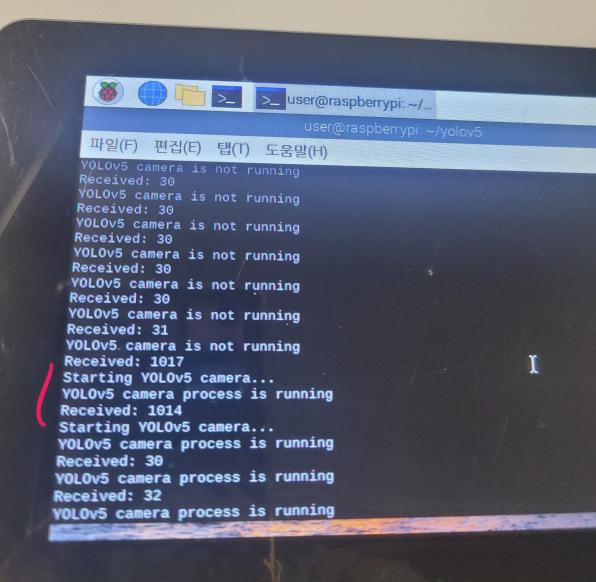 >_
>_ user@raspberrypi: ~/...
user@raspberrypi: ~/yolov5
파일(F) 편집(E) 탭(T) 도움말(H)
YOLOv5 camera is not running
Received: 30
YOLOv5 camera is not running
Received: 30
YOLOv5 camera is not running
Received: 30
YOLOv5 camera is not running
Received: 30
YOLOv5 camera is not running
Received: 30
YOLOv5 camera is not running
Received: 31
YOLOv5 camera is not running
Received: 1017
Starting YOLOv5 camera...
YOLOv5 camera process is running
Received: 1014
Starting YOLOv5 camera...
YOLOv5 camera process is running
Received: 30
YOLOv5 camera process is running
Received: 32
YOLOv5 camera process is running